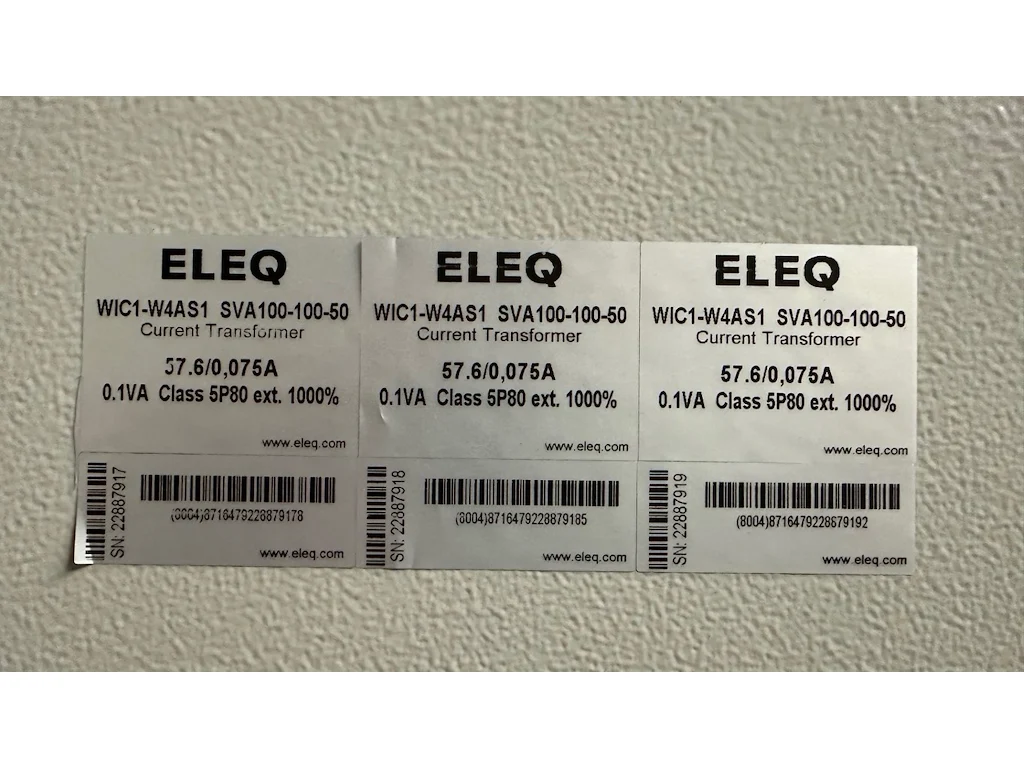 ELEQ
WIC1-W4AS1 SVA100-100-50
Current Transformer
57.6/0,075A
0.1VA Class 5P80 ext. 1000%
www.eleq.com
SN: 22887917
(8004)8716479228879178
www.eleq.com
ELEQ
WIC1-W4AS1 SVA100-100-50
Current Transformer
57.6/0,075A
0.1VA Class 5P80 ext. 1000%
www.eleq.com
SN: 22887918
(8004)8716479228879185
www.eleq.com
ELEQ
WIC1-W4AS1 SVA100-100-50
Current Transformer
57.6/0,075A
0.1VA Class 5P80 ext. 1000%
www.eleq.com
SN: 22887919
(8004)8716479228879192
www.eleq.com